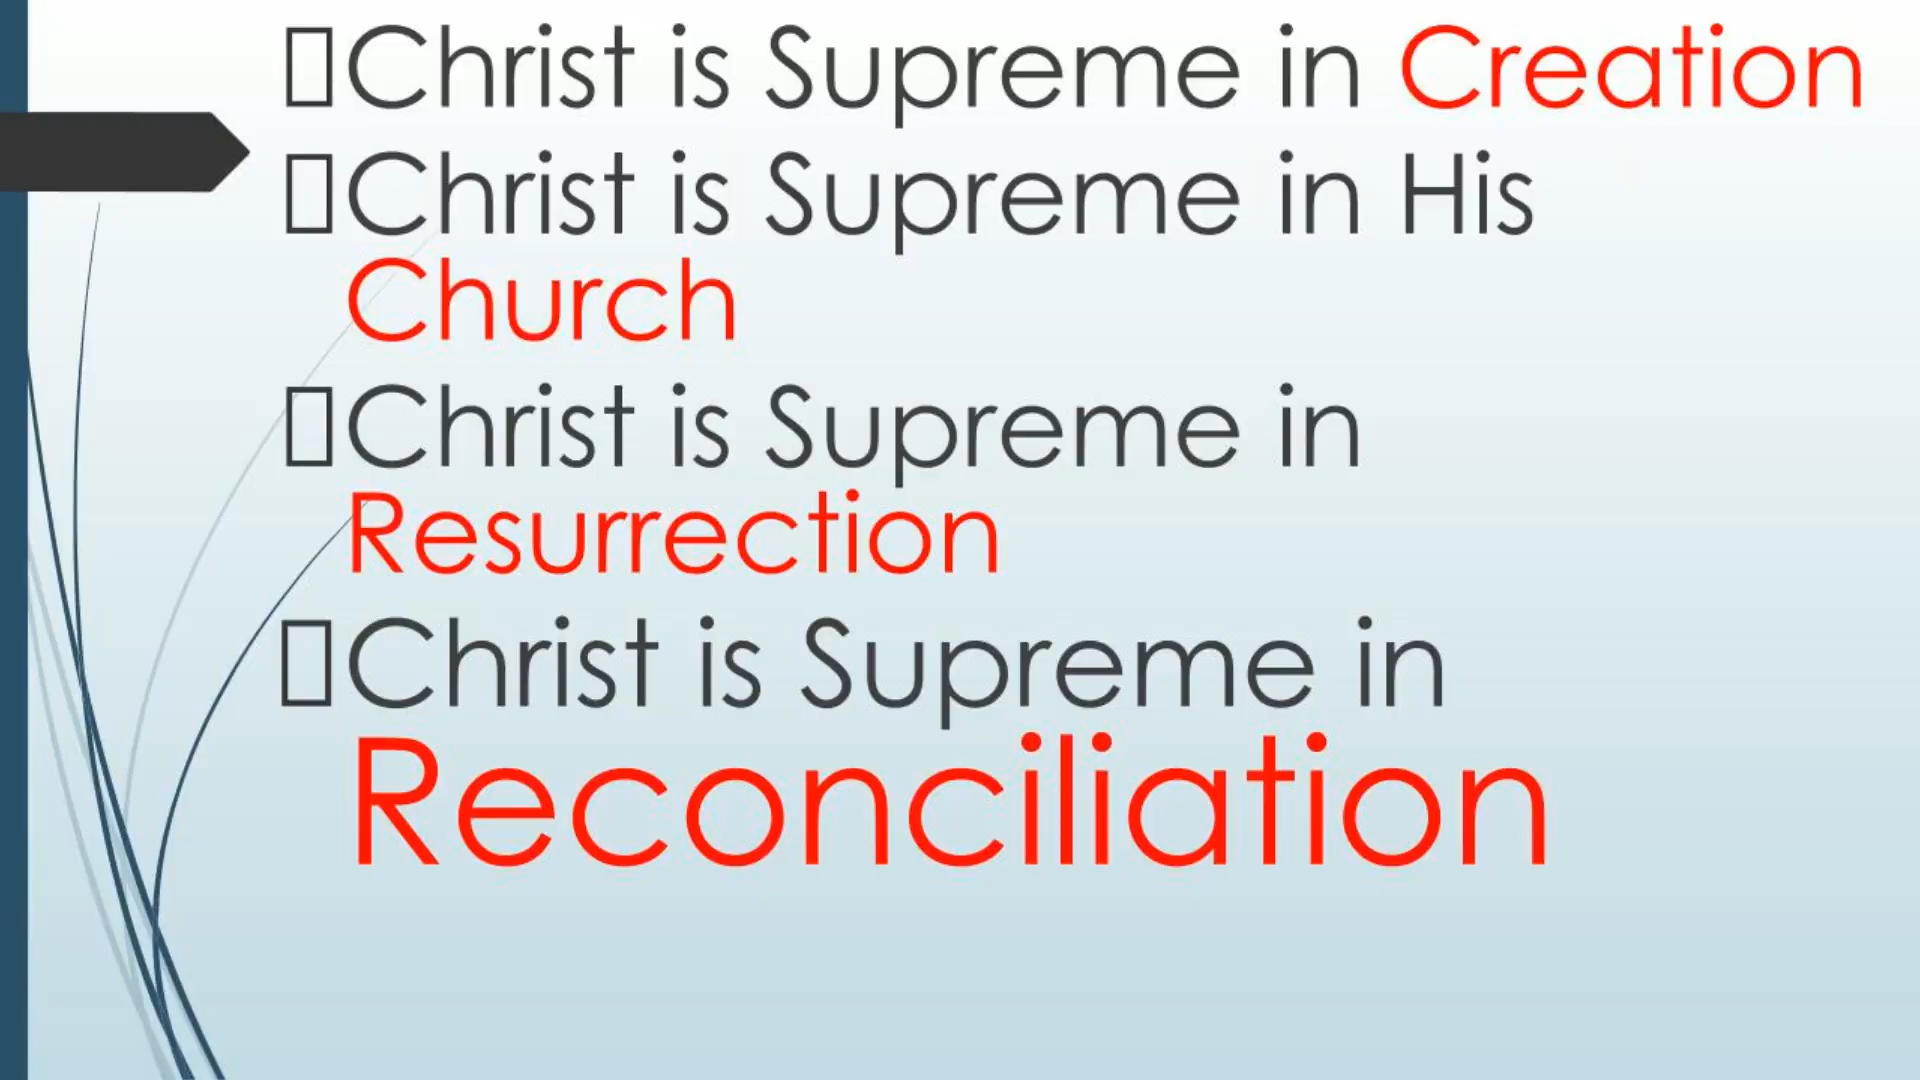 Christ is Supreme in Creation
Christ is Supreme in His
Church
Christ is Supreme in
Resurrection
Christ is Supreme in
Reconciliation